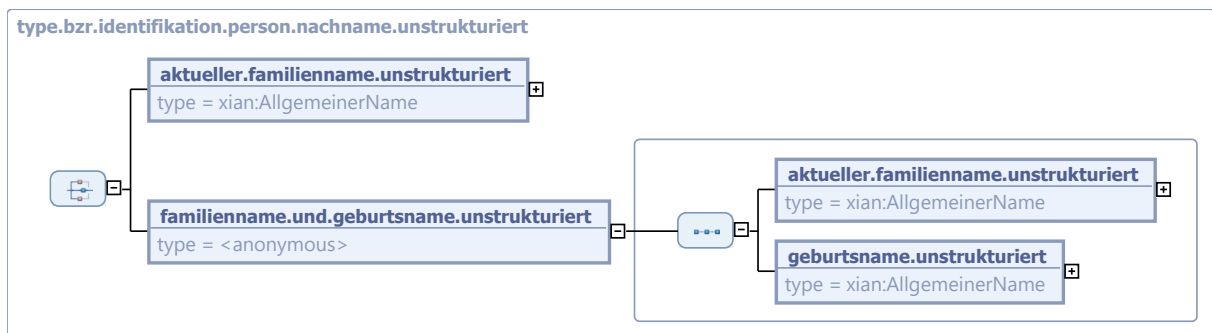 type.bzr.identifikation.person.nachname.unstrukturiert
aktueller.familienname.unstrukturiert
type = xian:AllgemeinerName
familienname.und.geburtsname.unstrukturiert
type = <anonymous>
aktueller.familienname.unstrukturiert
type = xian:AllgemeinerName
geburtsname.unstrukturiert
type = xian:AllgemeinerName